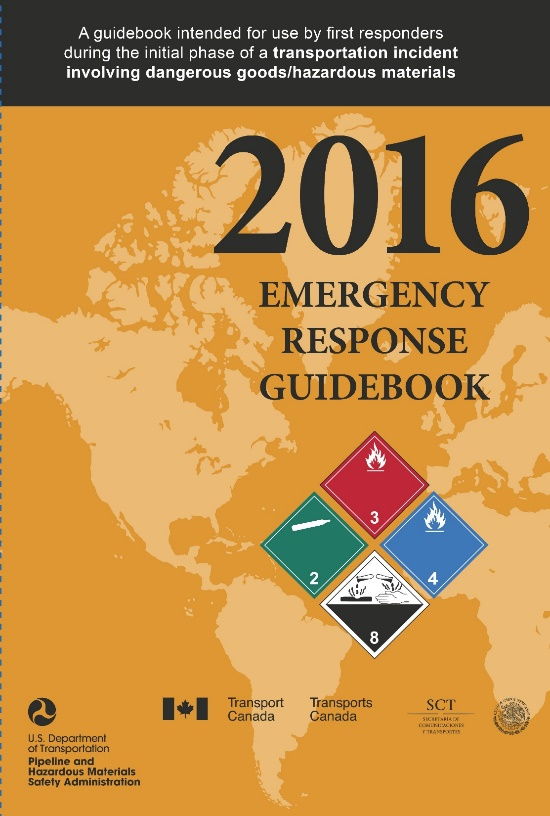 A guidebook intended for use by first responders
during the initial phase of a transportation incident
involving dangerous goods/hazardous materials
2016
EMERGENCY
RESPONSE
GUIDEBOOK
3
2
4
8
U.S. Department
of Transportation
Pipeline and
Hazardous Materials
Safety Administration
Transport
Canada
Transports
Canada
SCT
SECRETARÍA DE
COMUNICACIONES
Y TRANSPORTES